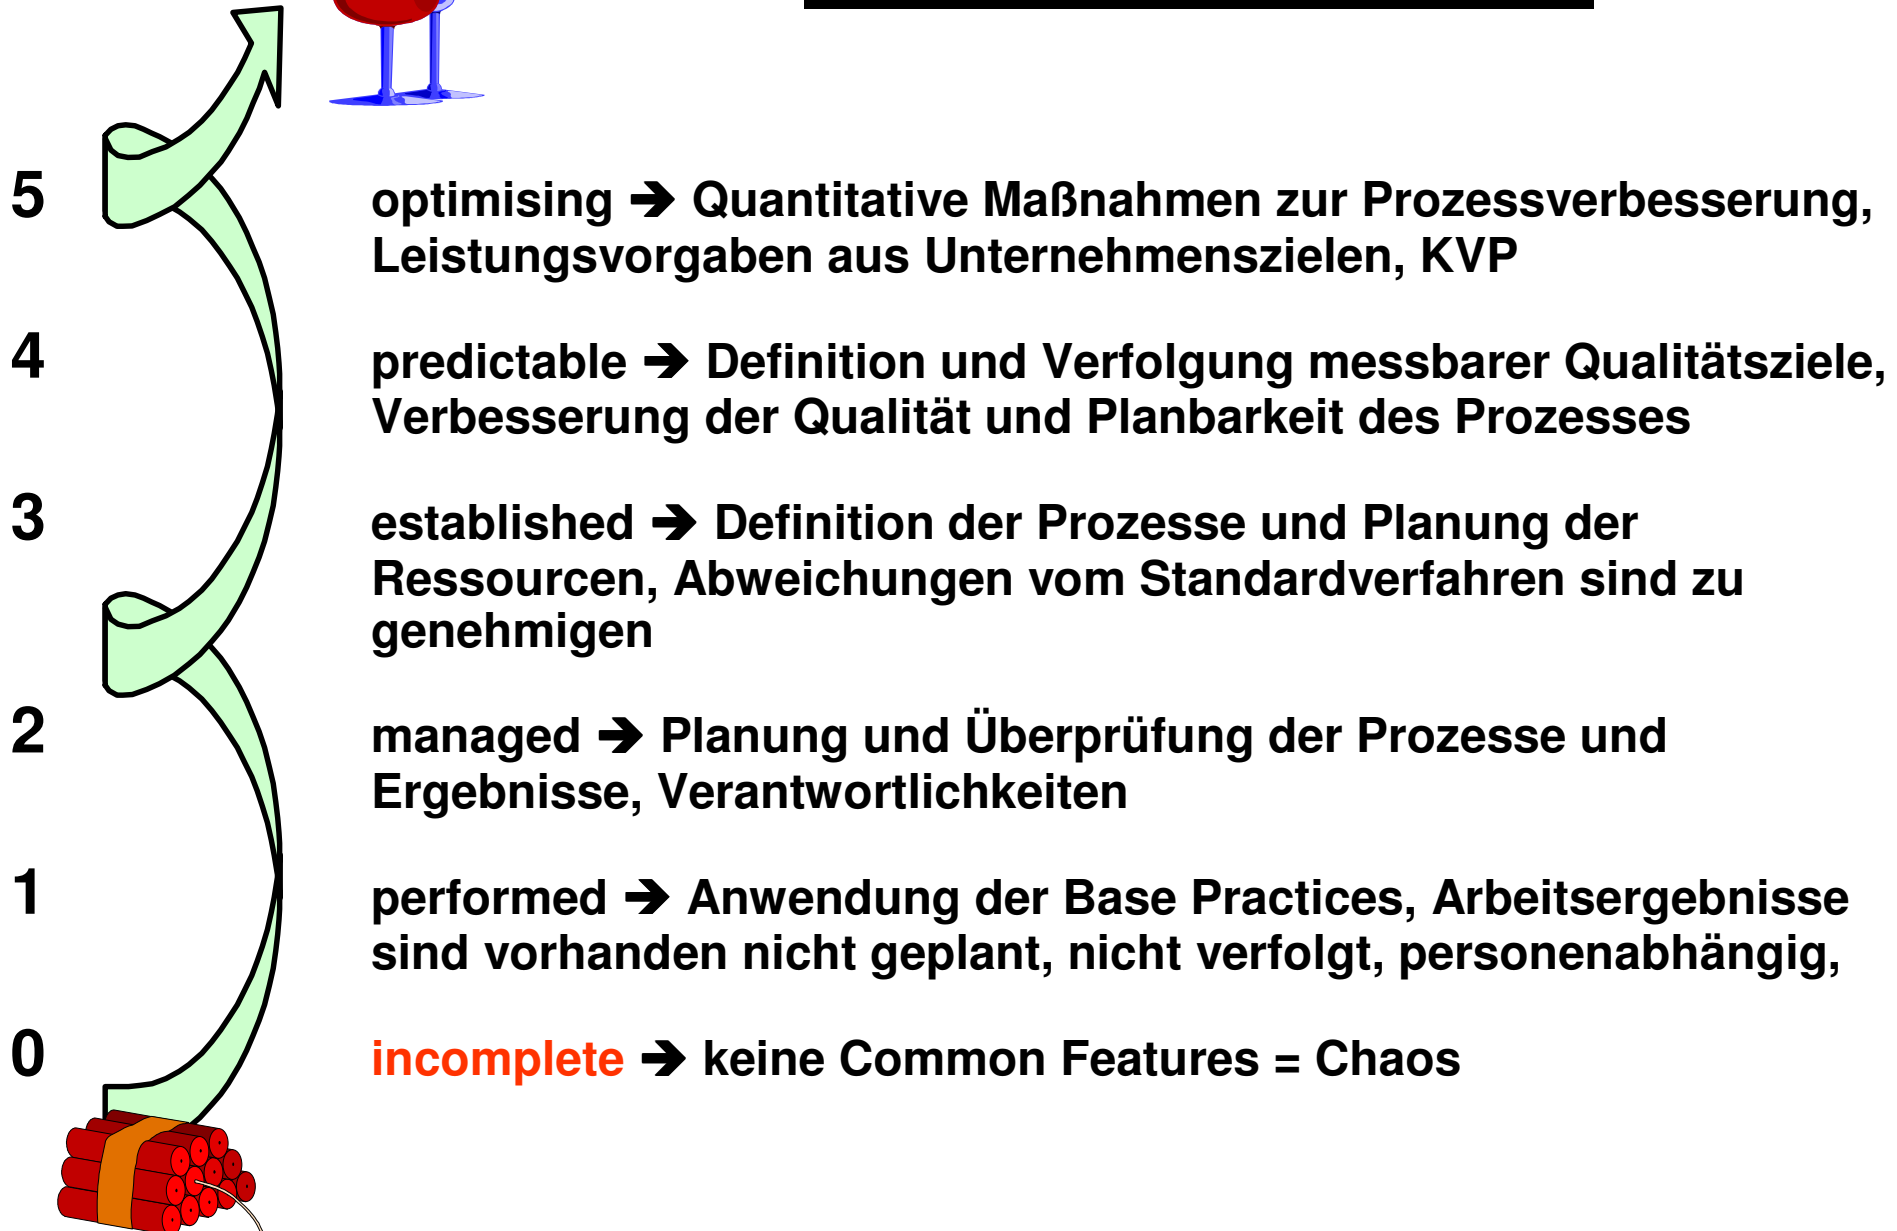 5 optimising ➔ Quantitative Maßnahmen zur Prozessverbesserung,
Leistungsvorgaben aus Unternehmenszielen, KVP
4 predictable ➔ Definition und Verfolgung messbarer Qualitätsziele,
Verbesserung der Qualität und Planbarkeit des Prozesses
3 established ➔ Definition der Prozesse und Planung der
Ressourcen, Abweichungen vom Standardverfahren sind zu
genehmigen
2 managed ➔ Planung und Überprüfung der Prozesse und
Ergebnisse, Verantwortlichkeiten
1 performed ➔ Anwendung der Base Practices, Arbeitsergebnisse
sind vorhanden nicht geplant, nicht verfolgt, personenabhängig,
0 incomplete ➔ keine Common Features = Chaos